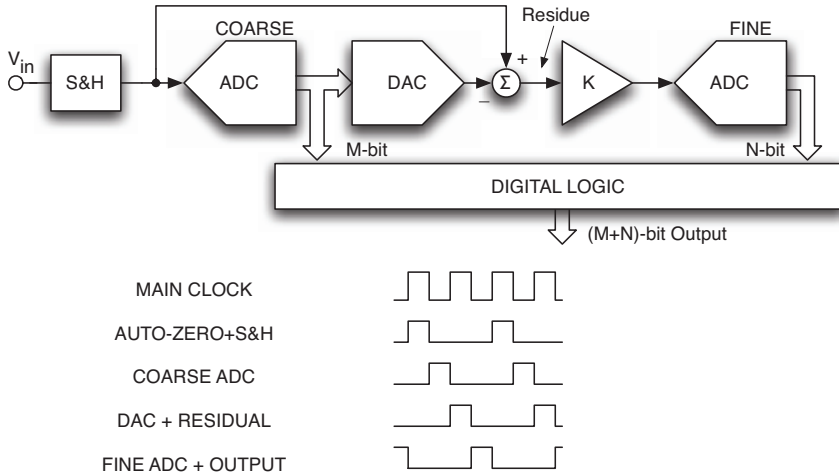 COARSE
Residue
FINE
Vin
S&H
ADC
DAC
Σ
+
−
K
ADC
M-bit
N-bit
DIGITAL LOGIC
(M+N)-bit Output
MAIN CLOCK
AUTO-ZERO+S&H
COARSE ADC
DAC + RESIDUAL
FINE ADC + OUTPUT